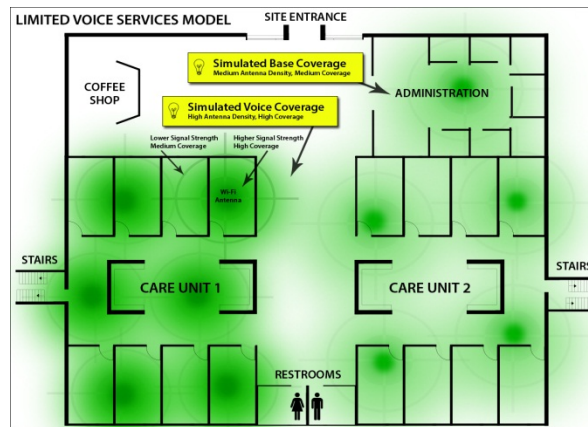 LIMITED VOICE SERVICES MODEL
SITE ENTRANCE
COFFEE
SHOP
Simulated Base Coverage
Medium Antenna Density, Medium Coverage
ADMINISTRATION
Simulated Voice Coverage
High Antenna Density, High Coverage
Lower Signal Strength
Medium Coverage
Higher Signal Strength
High Coverage
Wi-Fi
Antenna
STAIRS
CARE UNIT 1
CARE UNIT 2
STAIRS
RESTROOMS